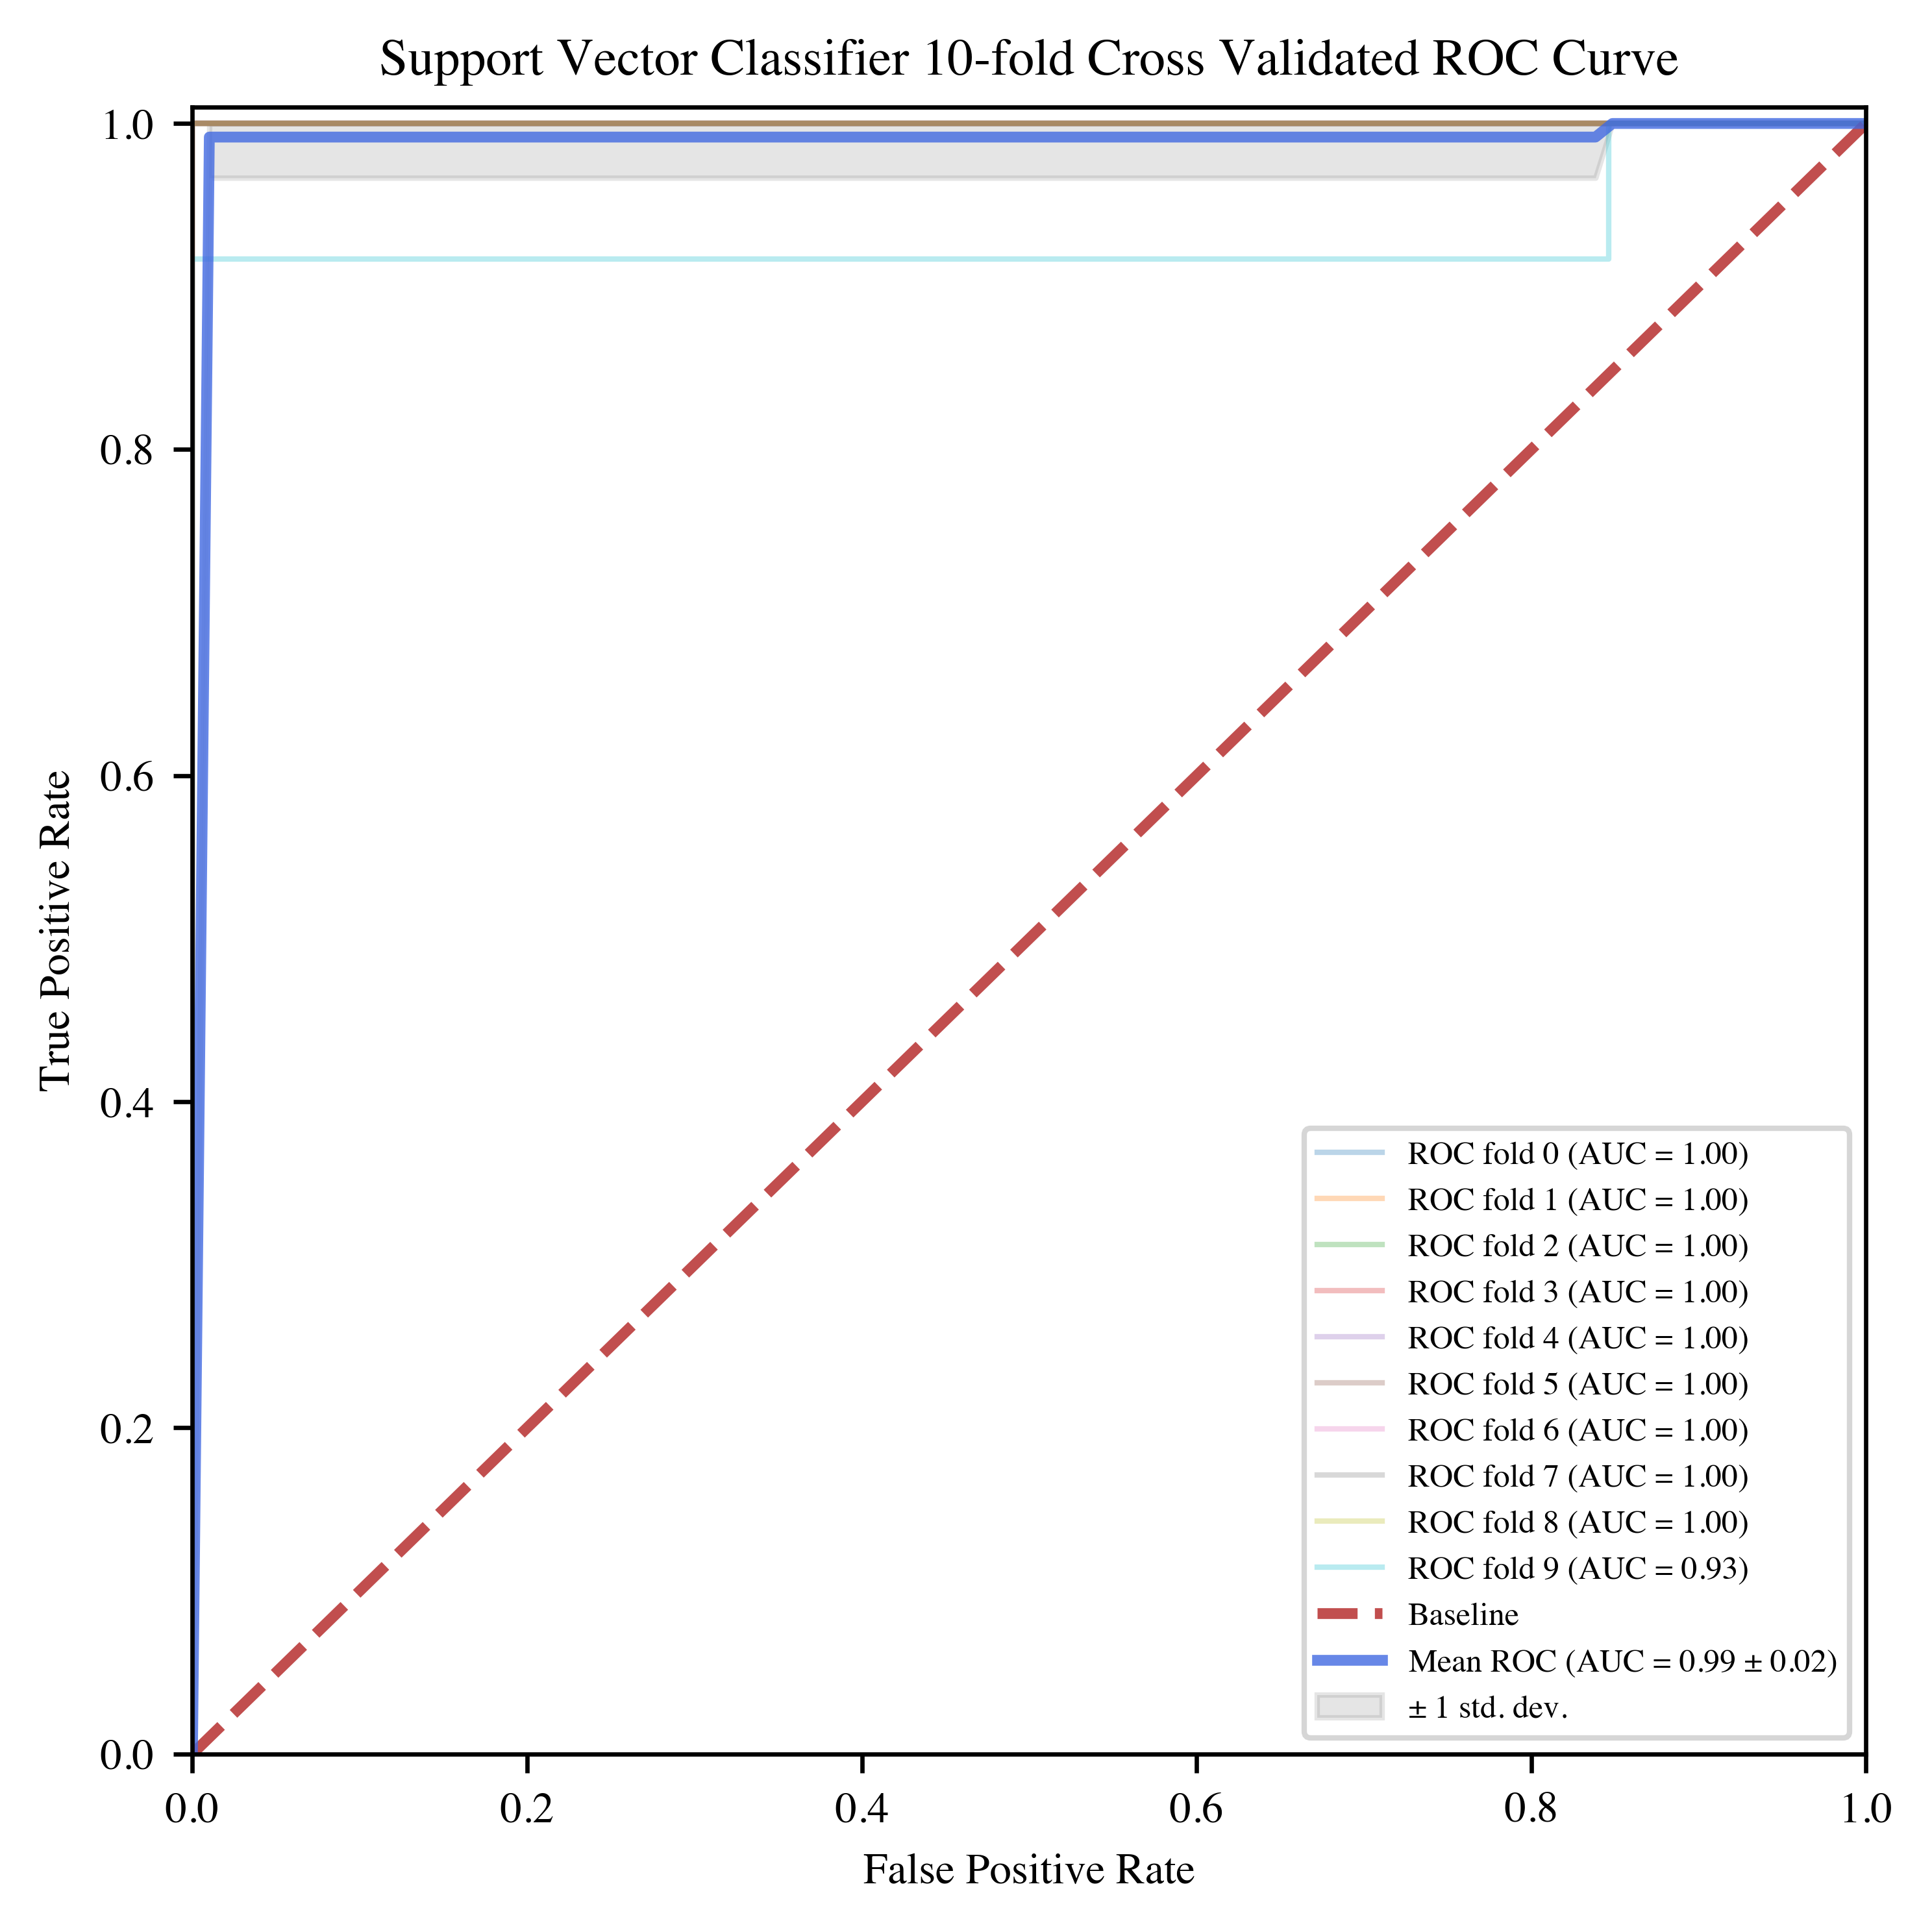 Support Vector Classifier 10-fold Cross Validated ROC Curve
1.0
0.8
0.6
0.4
0.2
0.0
True Positive Rate
ROC fold 0 (AUC = 1.00)
ROC fold 1 (AUC = 1.00)
ROC fold 2 (AUC = 1.00)
ROC fold 3 (AUC = 1.00)
ROC fold 4 (AUC = 1.00)
ROC fold 5 (AUC = 1.00)
ROC fold 6 (AUC = 1.00)
ROC fold 7 (AUC = 1.00)
ROC fold 8 (AUC = 1.00)
ROC fold 9 (AUC = 0.93)
Baseline
Mean ROC (AUC = 0.99 ± 0.02)
± 1 std. dev.
0.0 0.2 0.4 0.6 0.8 1.0
False Positive Rate